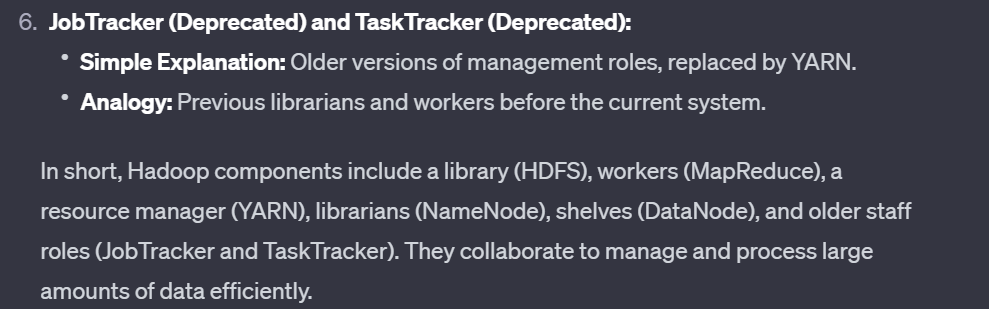 6. JobTracker (Deprecated) and TaskTracker (Deprecated):
• Simple Explanation: Older versions of management roles, replaced by YARN.
• Analogy: Previous librarians and workers before the current system.
In short, Hadoop components include a library (HDFS), workers (MapReduce), a
resource manager (YARN), librarians (NameNode), shelves (DataNode), and older staff
roles (JobTracker and TaskTracker). They collaborate to manage and process large
amounts of data efficiently.